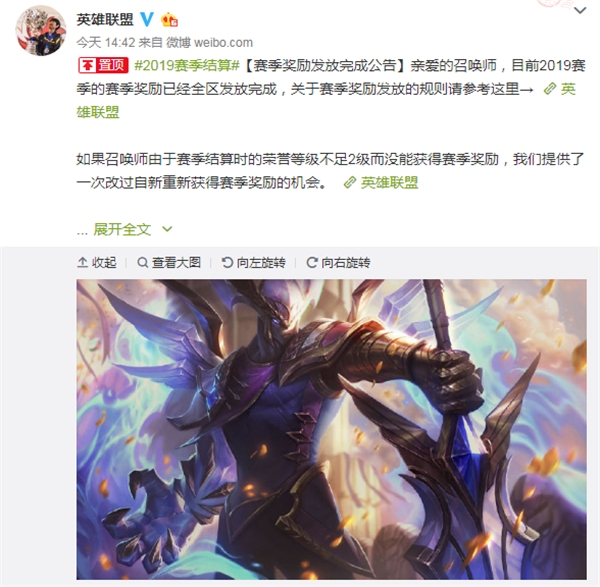 英雄联盟
今天 14:42 来自 微博 weibo.com
置顶 #2019赛季结算#【赛季奖励发放完成公告】亲爱的召唤师，目前2019赛
季的赛季奖励已经全区发放完成，关于赛季奖励发放的规则请参考这里→ 英
雄联盟
如果召唤师由于赛季结算时的荣誉等级不足2级而没能获得赛季奖励，我们提供了
一次改过自新重新获得赛季奖励的机会。 英雄联盟
... 展开全文
收起 查看大图 向左旋转 向右旋转